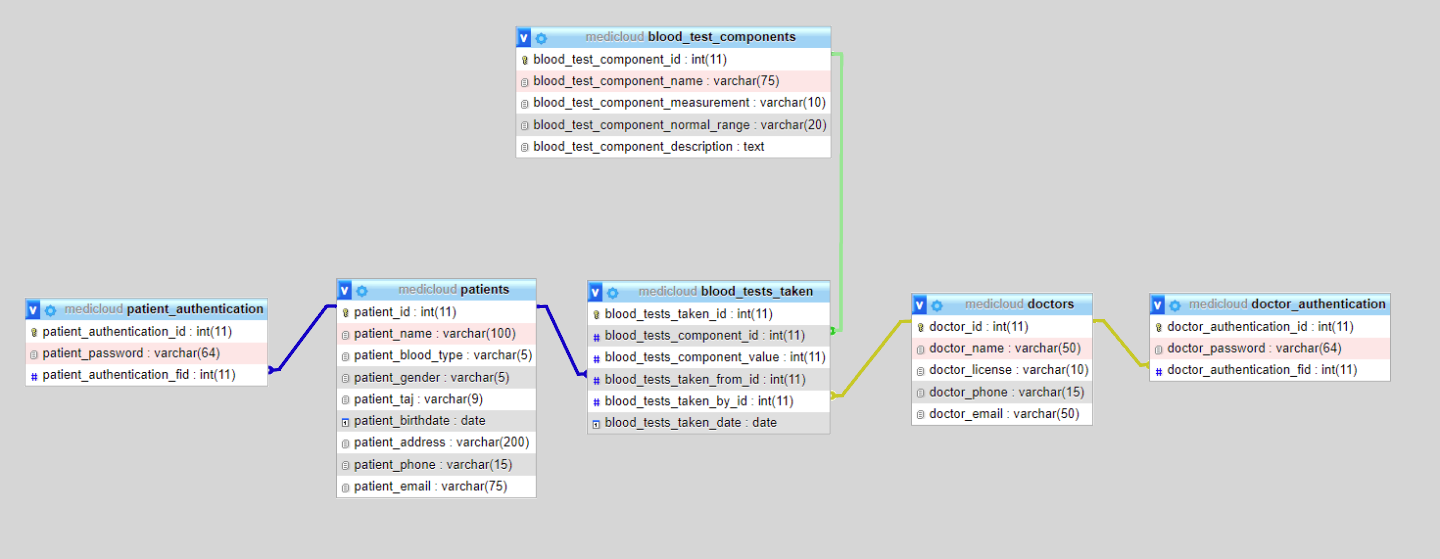 medicloud blood_test_components
blood_test_component_id : int(11)
blood_test_component_name : varchar(75)
blood_test_component_measurement : varchar(10)
blood_test_component_normal_range : varchar(20)
blood_test_component_description : text
medicloud patient_authentication
patient_authentication_id : int(11)
patient_password : varchar(64)
# patient_authentication_fid : int(11)
medicloud patients
patient_id : int(11)
patient_name : varchar(100)
patient_blood_type : varchar(5)
patient_gender : varchar(5)
patient_taj : varchar(9)
patient_birthdate : date
patient_address : varchar(200)
patient_phone : varchar(15)
patient_email : varchar(75)
medicloud blood_tests_taken
blood_tests_taken_id : int(11)
# blood_tests_component_id : int(11)
# blood_tests_component_value : int(11)
# blood_tests_taken_from_id : int(11)
# blood_tests_taken_by_id : int(11)
blood_tests_taken_date : date
medicloud doctors
doctor_id : int(11)
doctor_name : varchar(50)
doctor_license : varchar(10)
doctor_phone : varchar(15)
doctor_email : varchar(50)
medicloud doctor_authentication
doctor_authentication_id : int(11)
doctor_password : varchar(64)
# doctor_authentication_fid : int(11)